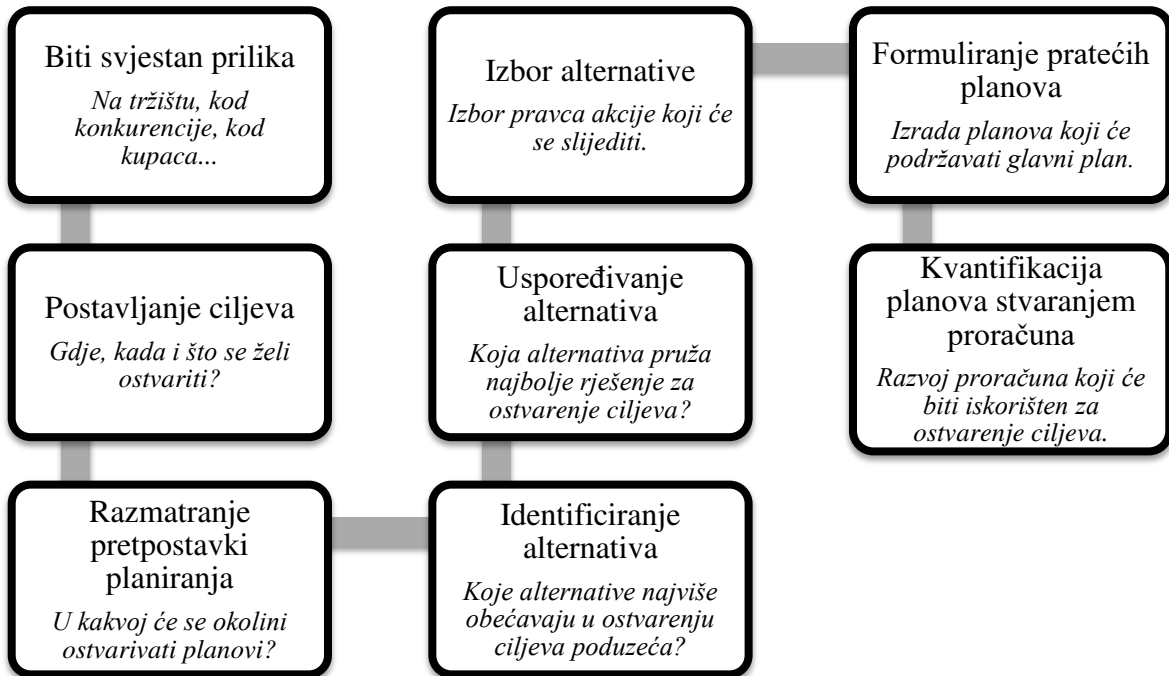 Biti svjestan prilika
Na tržištu, kod
konkurencije, kod
kupaca...
Postavljanje ciljeva
Gdje, kada i što se želi
ostvariti?
Razmatranje
pretpostavki
planiranja
U kakvoj će se okolini
ostvarivati planovi?
Identificiranje
alternativa
Koje alternative najviše
obećavaju u ostvarenju
ciljeva poduzeća?
Uspoređivanje
alternativa
Koja alternativa pruža
najbolje rješenje za
ostvarenje ciljeva?
Izbor alternative
Izbor pravca akcije koji će
se slijediti.
Formuliranje pratećih
planova
Izrada planova koji će
podržavati glavni plan.
Kvantifikacija
planova stvaranjem
proračuna
Razvoj proračuna koji će
biti iskorišten za
ostvarenje ciljeva.